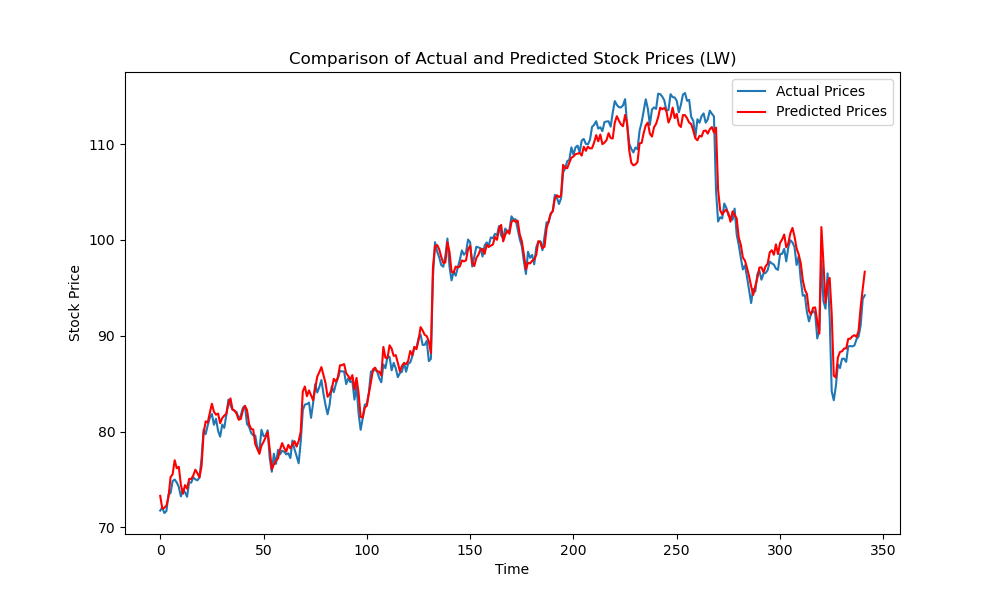 Comparison of Actual and Predicted Stock Prices (LW)
Actual Prices
Predicted Prices
Stock Price
110
100
90
80
70
0 50 100 150 200 250 300 350
Time